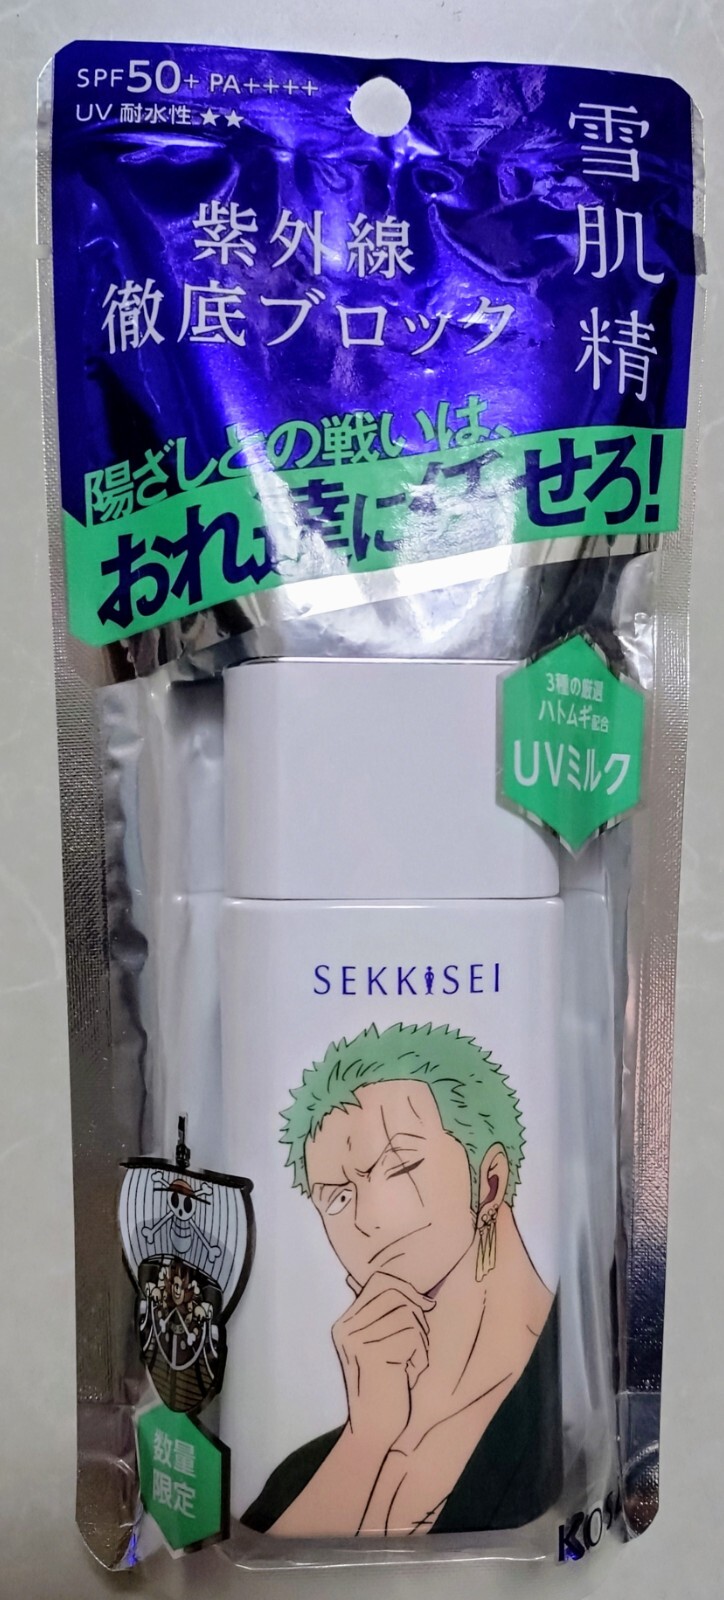 SPF50+ PA++++
UV 耐水性 ★★
雪肌精
紫外線
徹底ブロック
陽ざしとの戦いは、
おれ達に任せろ!
3種の厳選
ハトムギ配合
UVミルク
SEKKISEI
数量
限定